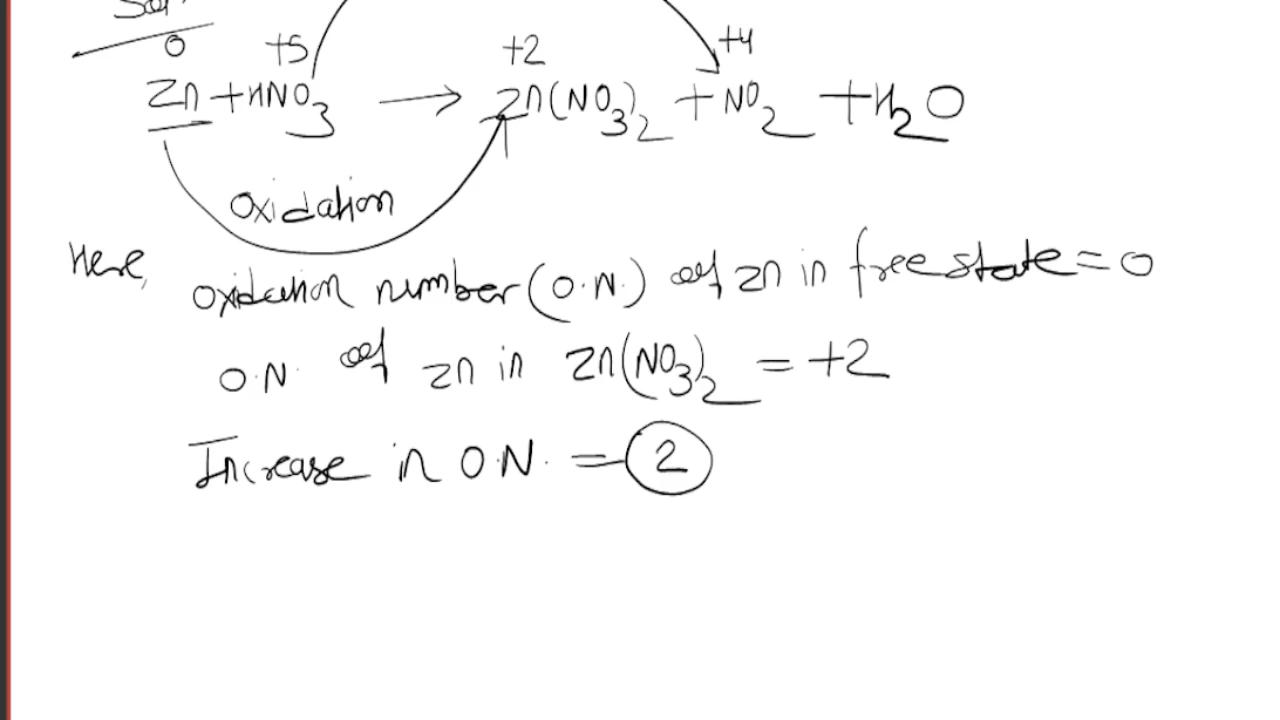 0 +5 +2 +4
Zn + HNO3 → Zn(NO3)2 + NO2 + H2O
Oxidation
Here,
Oxidation number (O.N.) of Zn in free state = 0
O.N. of Zn in Zn(NO3)2 = +2
Increase in O.N. = 2